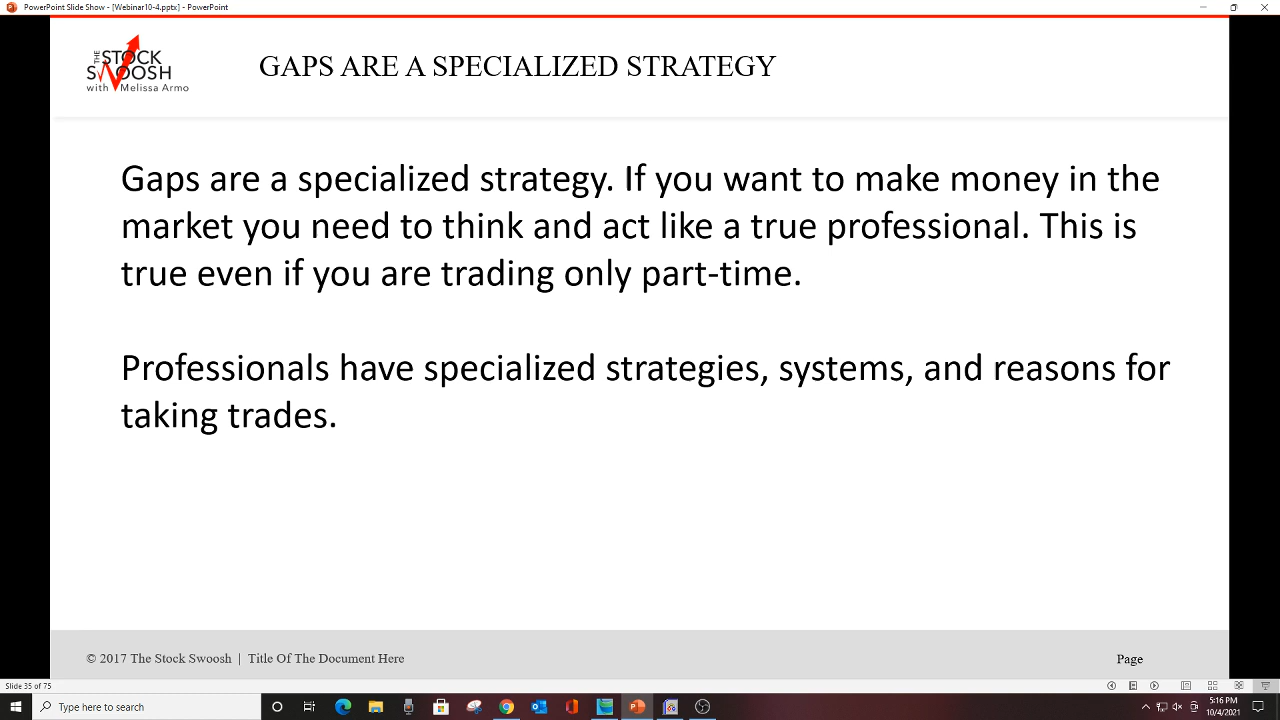 PowerPoint Slide Show - [Webinar10-4.pptx] - PowerPoint
THE STOCK
SWOOSH
with Melissa Armo
GAPS ARE A SPECIALIZED STRATEGY
Gaps are a specialized strategy. If you want to make money in the
market you need to think and act like a true professional. This is
true even if you are trading only part-time.
Professionals have specialized strategies, systems, and reasons for
taking trades.
© 2017 The Stock Swoosh | Title Of The Document Here
Page
Slide 35 of 75
Type here to search
5:16 PM
10/4/2021